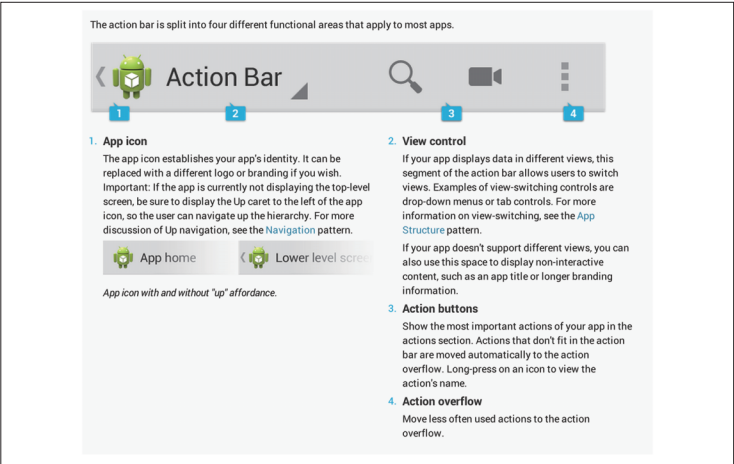 The action bar is split into four different functional areas that apply to most apps.
Action Bar
1
2
3
4
1. App icon
The app icon establishes your app's identity. It can be
replaced with a different logo or branding if you wish.
Important: If the app is currently not displaying the top-level
screen, be sure to display the Up caret to the left of the app
icon, so the user can navigate up the hierarchy. For more
discussion of Up navigation, see the Navigation pattern.
App home
Lower level scree
App icon with and without "up" affordance.
2. View control
If your app displays data in different views, this
segment of the action bar allows users to switch
views. Examples of view-switching controls are
drop-down menus or tab controls. For more
information on view-switching, see the App
Structure pattern.
If your app doesn't support different views, you can
also use this space to display non-interactive
content, such as an app title or longer branding
information.
3. Action buttons
Show the most important actions of your app in the
actions section. Actions that don't fit in the action
bar are moved automatically to the action
overflow. Long-press on an icon to view the
action's name.
4. Action overflow
Move less often used actions to the action
overflow.